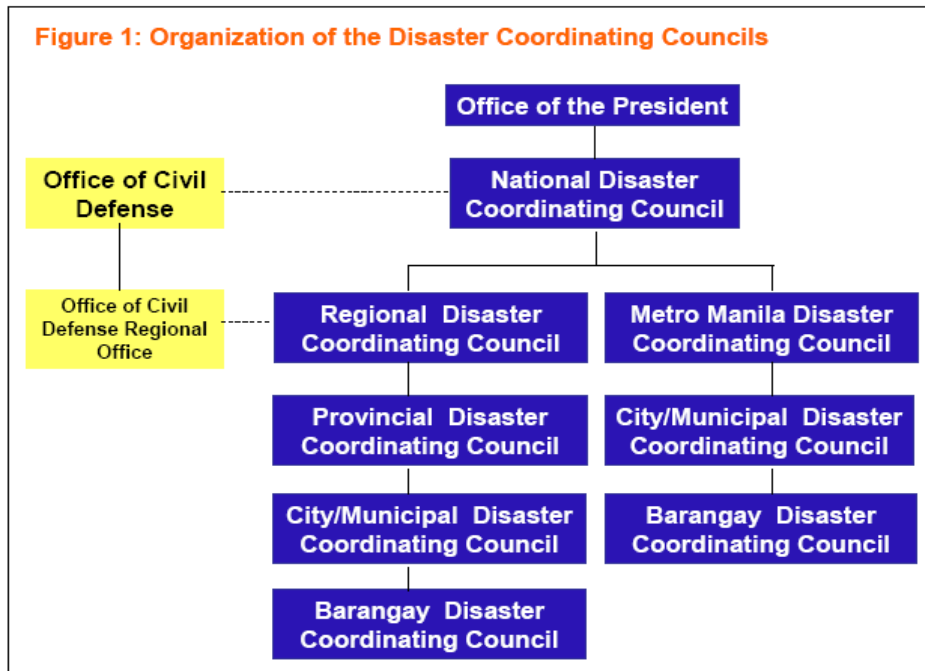 Figure 1: Organization of the Disaster Coordinating Councils
Office of the President
Office of Civil
Defense
National Disaster
Coordinating Council
Office of Civil
Defense Regional
Office
Regional Disaster
Coordinating Council
Metro Manila Disaster
Coordinating Council
Provincial Disaster
Coordinating Council
City/Municipal Disaster
Coordinating Council
City/Municipal Disaster
Coordinating Council
Barangay Disaster
Coordinating Council
Barangay Disaster
Coordinating Council